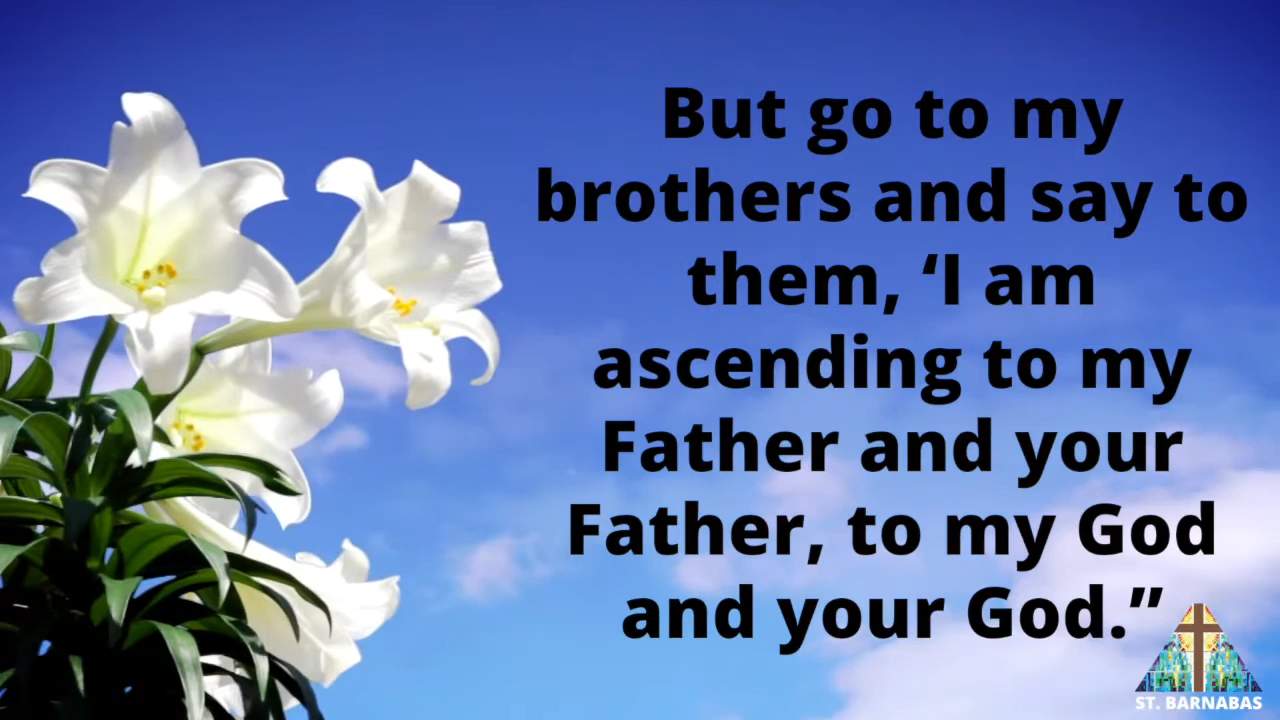 But go to my
brothers and say to
them, ‘I am
ascending to my
Father and your
Father, to my God
and your God.”
ST. BARNABAS